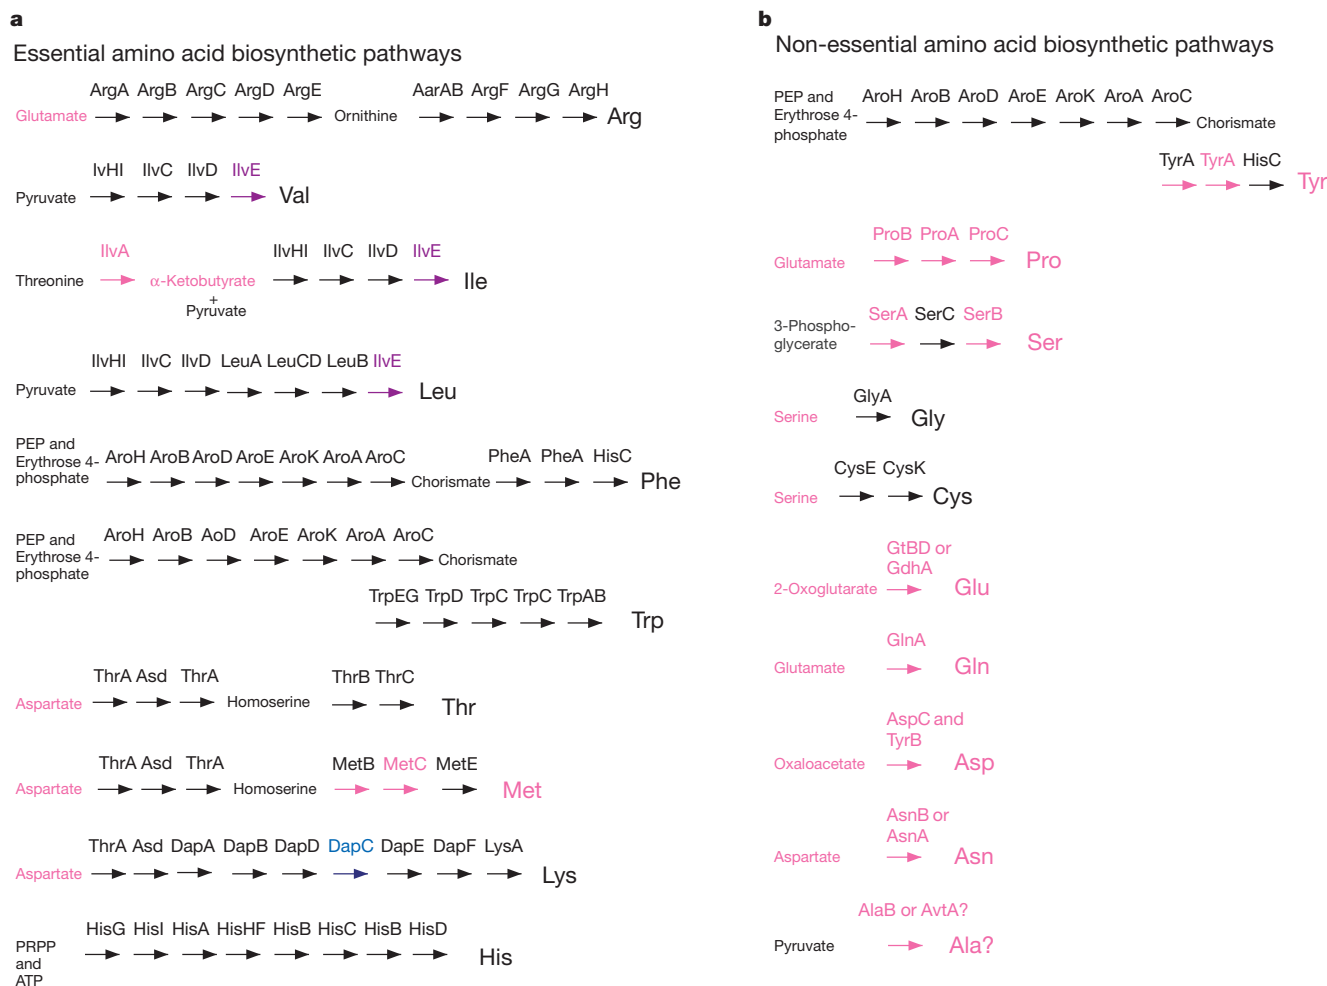 a
Essential amino acid biosynthetic pathways
ArgA ArgB ArgC ArgD ArgE AarAB ArgF ArgG ArgH
Glutamate Ornithine Arg
IvHI IlvC IlvD IlvE
Pyruvate Val
IlvA IlvHI IlvC IlvD IlvE
Threonine α-Ketobutyrate Ile
+
Pyruvate
IlvHI IlvC IlvD LeuA LeuCD LeuB IlvE
Pyruvate Leu
PEP and
Erythrose 4- AroH AroB AroD AroE AroK AroA AroC PheA PheA HisC
phosphate Chorismate Phe
AroH AroB AoD AroE AroK AroA AroC
PEP and
Erythrose 4- Chorismate
phosphate
TrpEG TrpD TrpC TrpC TrpAB
Trp
ThrA Asd ThrA ThrB ThrC
Aspartate Homoserine Thr
ThrA Asd ThrA MetB MetC MetE
Aspartate Homoserine Met
ThrA Asd DapA DapB DapD DapC DapE DapF LysA
Aspartate Lys
HisG HisI HisA HisHF HisB HisC HisB HisD
PRPP His
and
ATP
b
Non-essential amino acid biosynthetic pathways
PEP and AroH AroB AroD AroE AroK AroA AroC
Erythrose 4-
phosphate Chorismate
TyrA TyrA HisC
Tyr
ProB ProA ProC
Glutamate Pro
SerA SerC SerB
3-Phospho-
glycerate Ser
GlyA
Serine Gly
CysE CysK
Serine Cys
GtBD or
GdhA
2-Oxoglutarate Glu
GlnA
Glutamate Gln
AspC and
TyrB
Oxaloacetate Asp
AsnB or
AsnA
Aspartate Asn
AlaB or AvtA?
Pyruvate Ala?